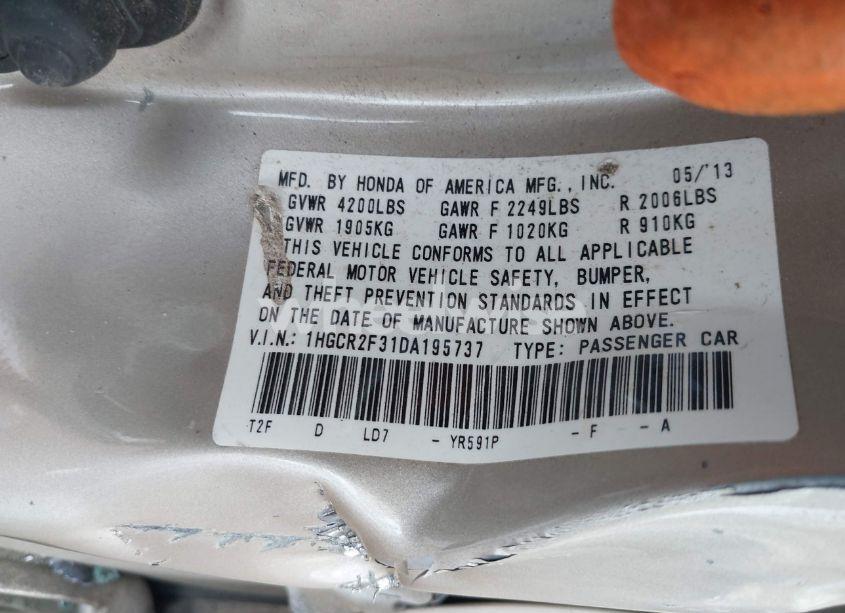 MFD. BY HONDA OF AMERICA MFG., INC. 05/'13
GVWR 4200LBS GAWR F 2249LBS R 2006LBS
GVWR 1905KG GAWR F 1020KG R 910KG
THIS VEHICLE CONFORMS TO ALL APPLICABLE
FEDERAL MOTOR VEHICLE SAFETY, BUMPER,
AND THEFT PREVENTION STANDARDS IN EFFECT
ON THE DATE OF MANUFACTURE SHOWN ABOVE.
V.I.N.: 1HGCR2F31DA195737 TYPE: PASSENGER CAR
T2F D LD7 - YR591P - F - A